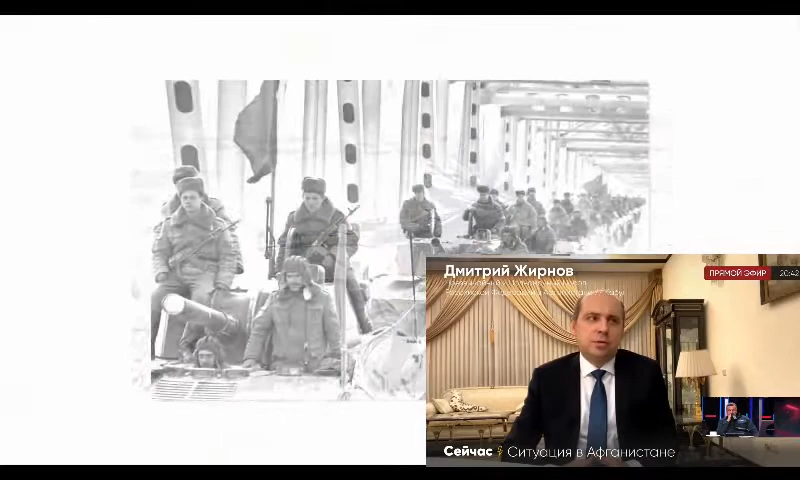 Дмитрий Жирнов
ПРЯМОЙ ЭФИР 20:42
Сейчас Ситуация в Афганистане